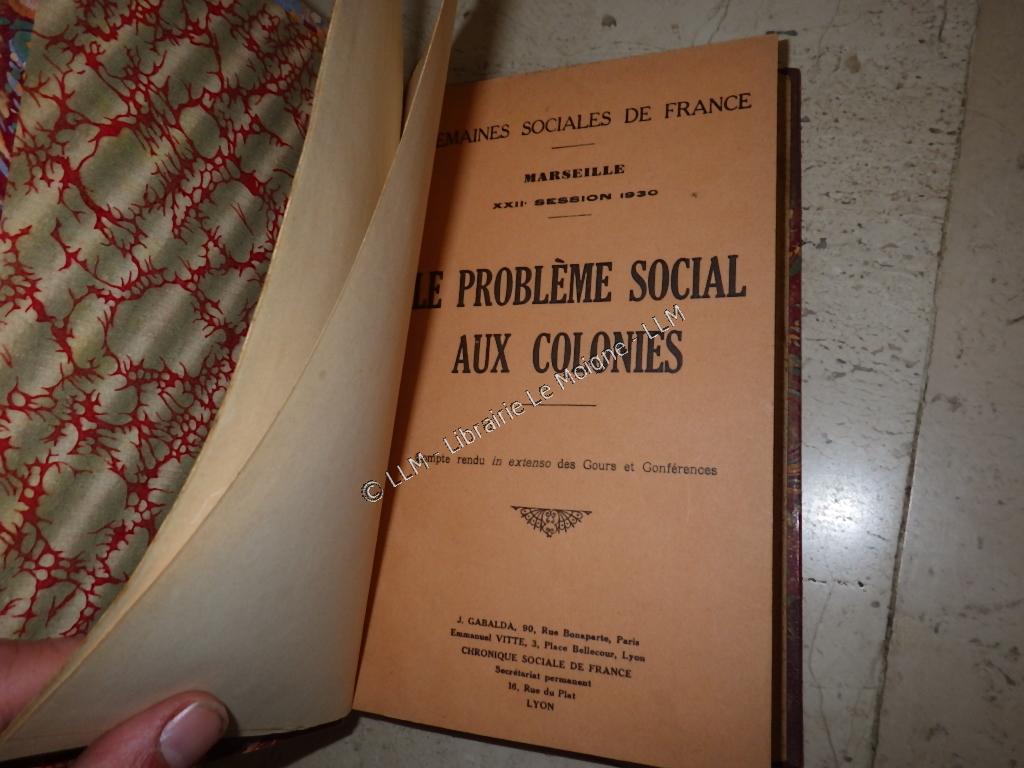 EMAINES SOCIALES DE FRANCE
MARSEILLE
XXIIᵉ SESSION 1930
LE PROBLÈME SOCIAL
AUX COLONIES
© LLM - Librairie Le Moione - LLM
ompte rendu in extenso des Cours et Conférences
J. GABALDA, 90, Rue Bonaparte, Paris
Emmanuel VITTE, 3, Place Bellecour, Lyon
CHRONIQUE SOCIALE DE FRANCE
Secrétariat permanent
16, Rue du Plat
LYON